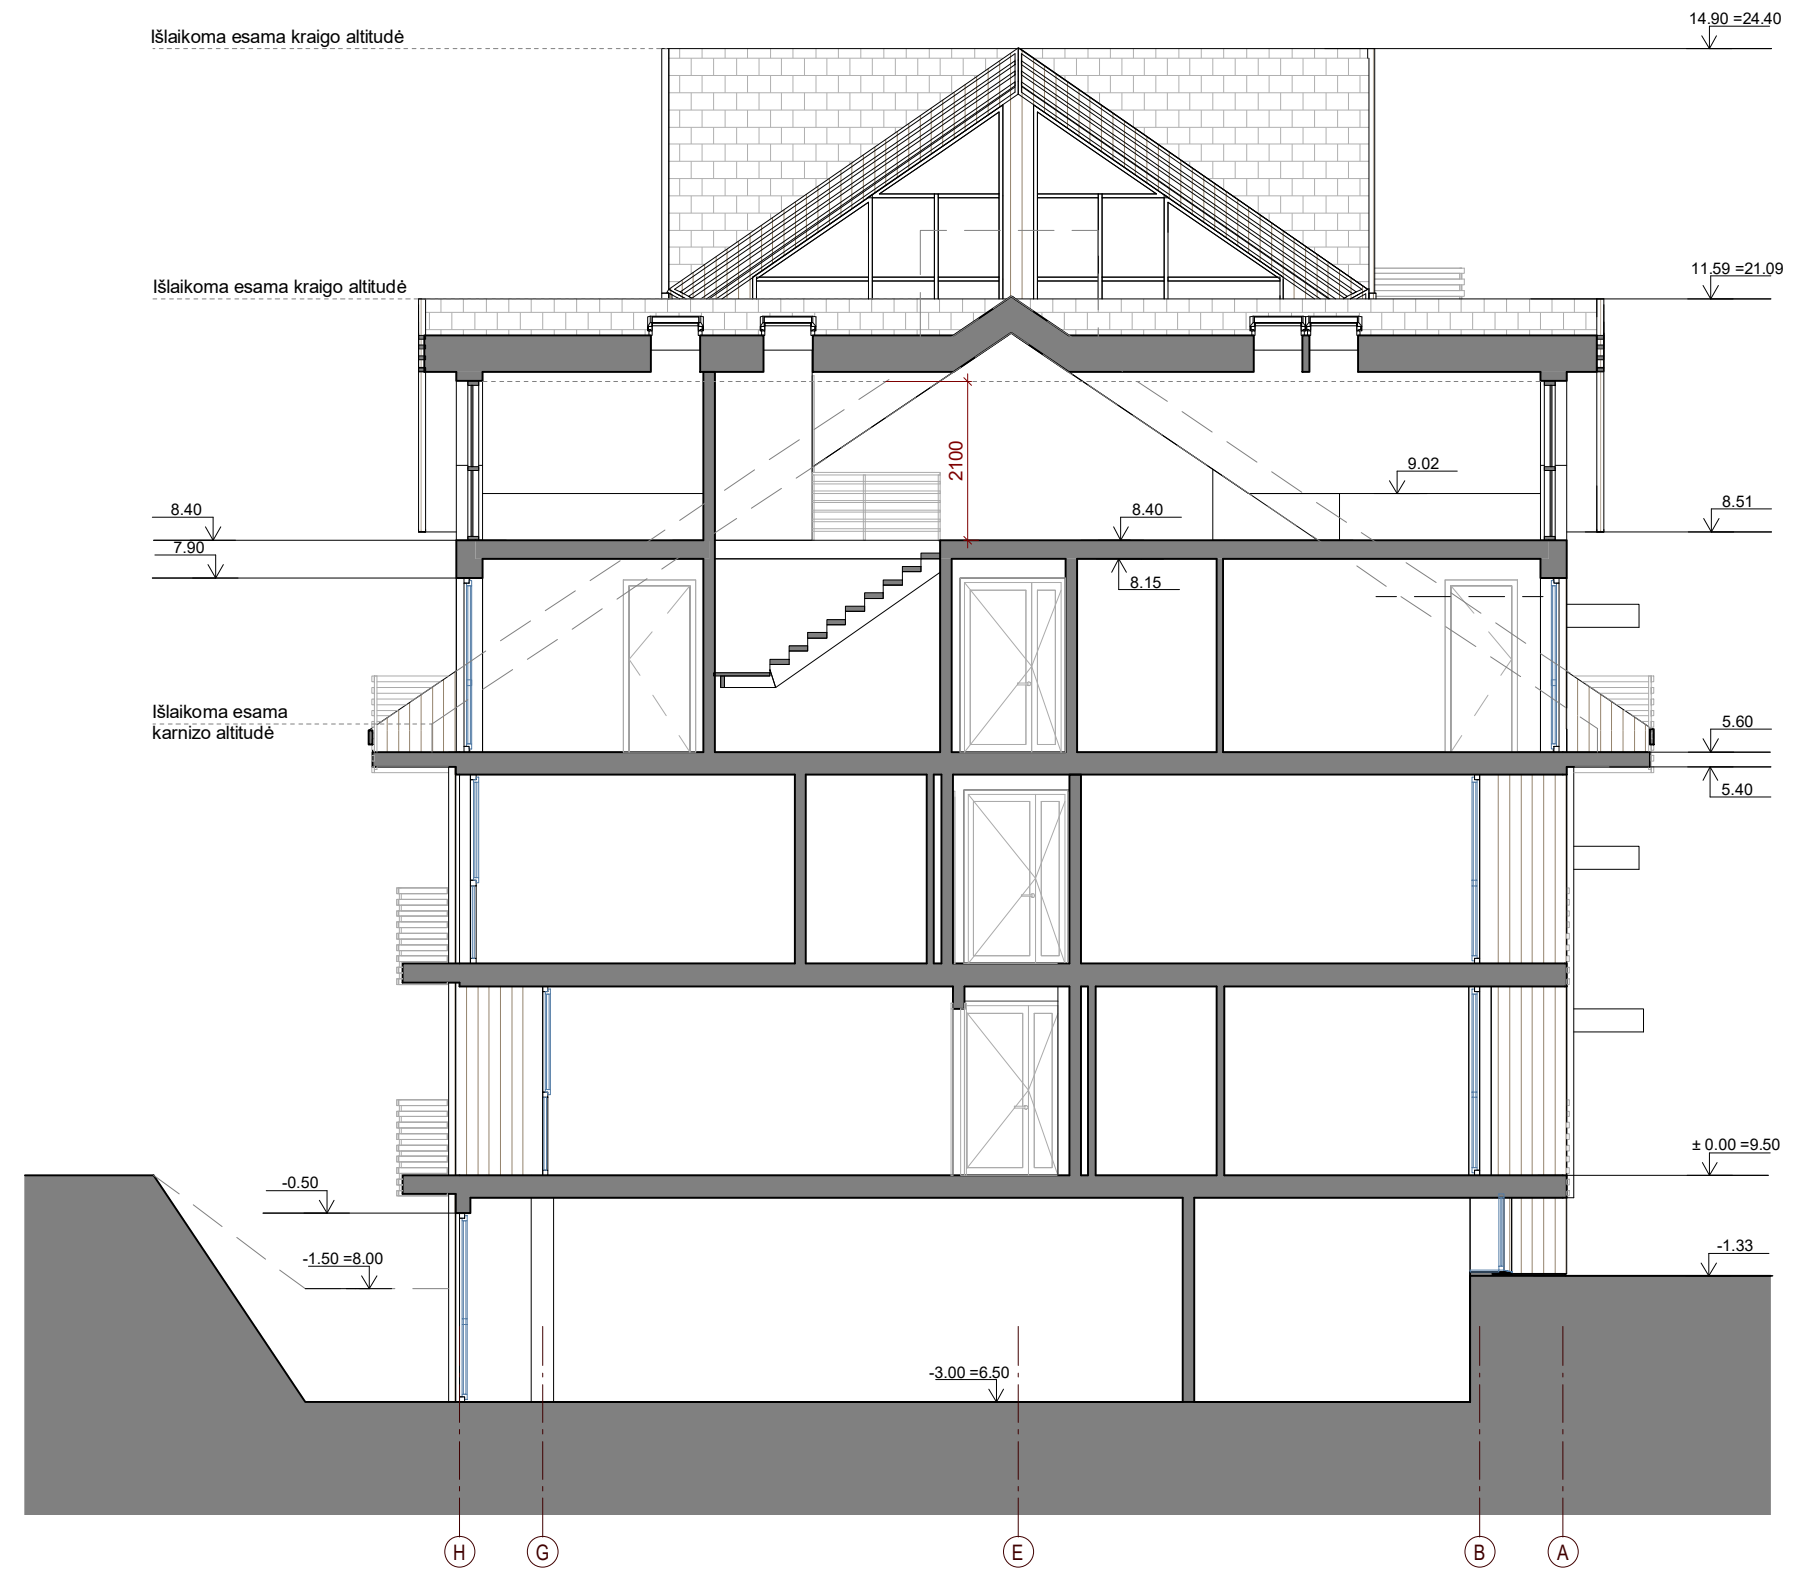 14.90 =24.40
Išlaikoma esama kraigo altitudė
11.59 =21.09
Išlaikoma esama kraigo altitudė
2100
9.02
8.40
8.40
8.51
7.90
8.15
Išlaikoma esama
karnizo altitudė
5.60
5.40
± 0.00 =9.50
-0.50
-1.50 =8.00
-1.33
-3.00 =6.50
H
G
E
B
A